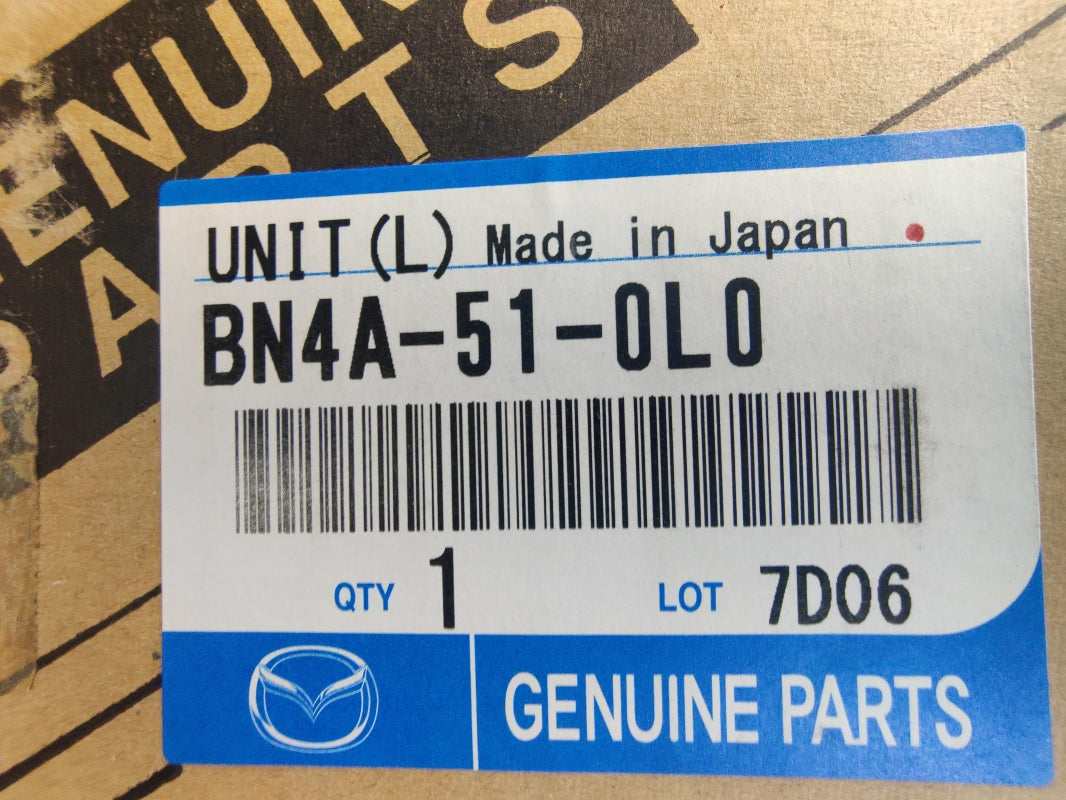 GENUINE
PARTS
UNIT(L) Made in Japan
BN4A-51-0L0
QTY 1 LOT 7D06
GENUINE PARTS